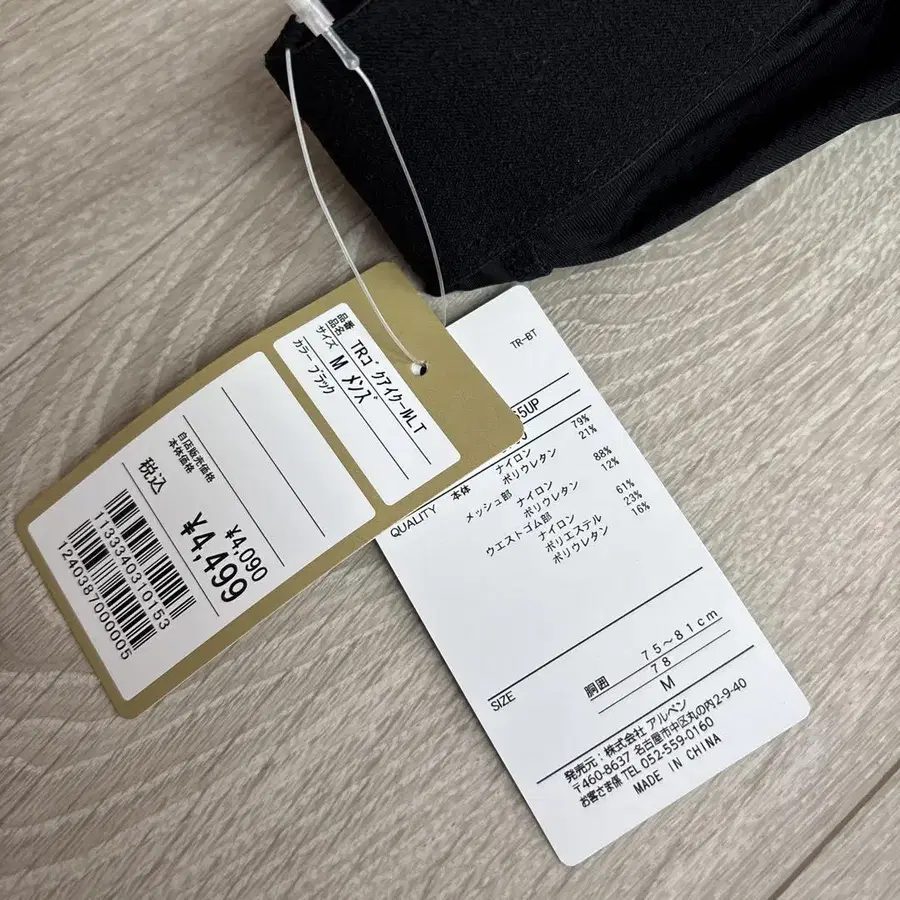 品番
品名 TRｺﾞｸｱｲｸｰﾙLT
サイズ M ﾒﾝｽﾞ
カラー ﾌﾞﾗｯｸ
自店販売価格
本体価格 ¥4,090
税込 ¥4,499
1133340310153
1240387000005
TR-BT
5UP
QUALITY 本体 ナイロン 79%
ポリウレタン 21%
メッシュ部 ナイロン 88%
ポリウレタン 12%
ウエストゴム部
ナイロン 61%
ポリエステル 23%
ポリウレタン 16%
SIZE 胴囲 75~81cm
78
M
発売元:株式会社 アルペン
〒460-8637 名古屋市中区丸の内2-9-40
お客さま係 TEL 052-559-0160
MADE IN CHINA